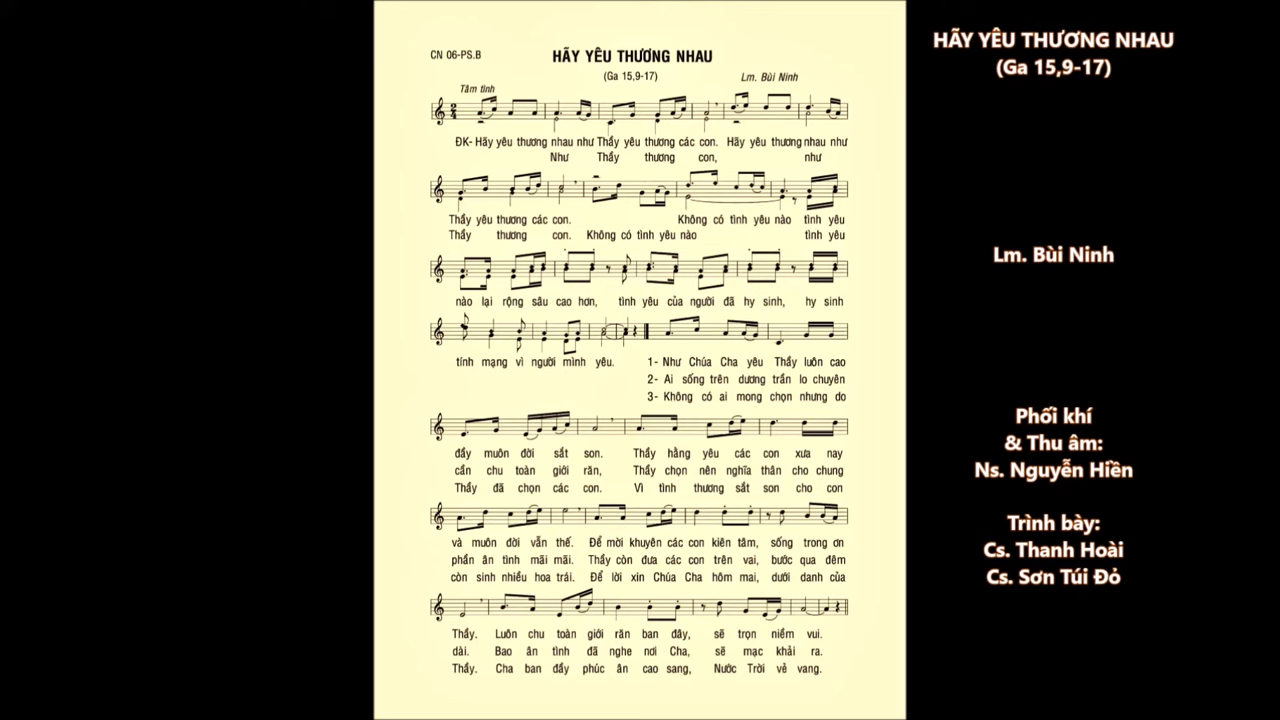 CN 06-PS.B
HÃY YÊU THƯƠNG NHAU
(Ga 15,9-17)
Lm. Bùi Ninh
Tâm tình
ĐK- Hãy yêu thương nhau như Thầy yêu thương các con. Hãy yêu thương nhau như
Như Thầy thương con, như
Thầy yêu thương các con. Không có tình yêu nào tình yêu
Thầy thương con. Không có tình yêu nào tình yêu
nào lại rộng sâu cao hơn, tình yêu của người đã hy sinh, hy sinh
tính mạng vì người mình yêu. 1- Như Chúa Cha yêu Thầy luôn cao
2- Ai sống trên dương trần lo chuyên
3- Không có ai mong chọn nhưng do
đầy muôn đời sắt son. Thầy hằng yêu các con xưa nay
cần chu toàn giới răn, Thầy chọn nên nghĩa thân cho chung
Thầy đã chọn các con. Vì tình thương sắt son cho con
và muôn đời vẫn thế. Để mời khuyên các con kiên tâm, sống trong ơn
phần ân tình mãi mãi. Thầy còn đưa các con trên vai, bước qua đêm
còn sinh nhiều hoa trái. Để lời xin Chúa Cha hôm mai, dưới danh của
Thầy. Luôn chu toàn giới răn ban đây, sẽ trọn niềm vui.
dài. Bao ân tình đã nghe nơi Cha, sẽ mạc khải ra.
Thầy. Cha ban đầy phúc ân cao sang, Nước Trời vẻ vang.
HÃY YÊU THƯƠNG NHAU
(Ga 15,9-17)
Lm. Bùi Ninh
Phối khí
& Thu âm:
Ns. Nguyễn Hiền
Trình bày:
Cs. Thanh Hoài
Cs. Sơn Túi Đỏ